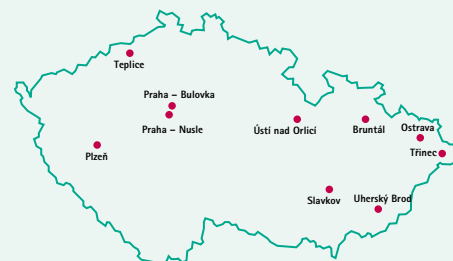 Teplice
Praha – Bulovka
Praha – Nusle
Plzeň
Ústí nad Orlicí
Bruntál
Ostrava
Třinec
Slavkov
Uherský Brod